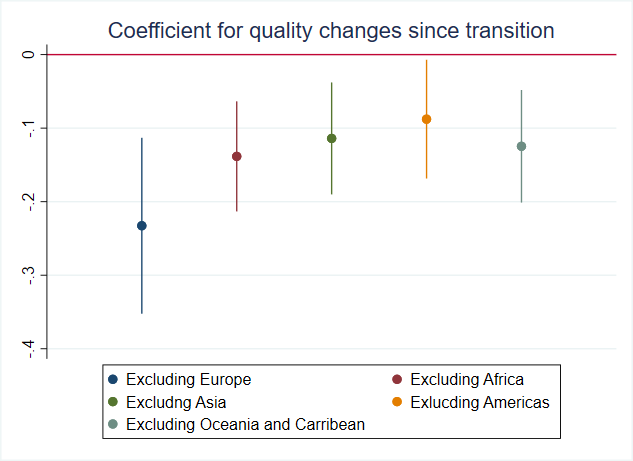 Coefficient for quality changes since transition
0
-.1
-.2
-.3
-.4
Excluding Europe
Excluding Africa
Excludng Asia
Exlucding Americas
Excluding Oceania and Carribean